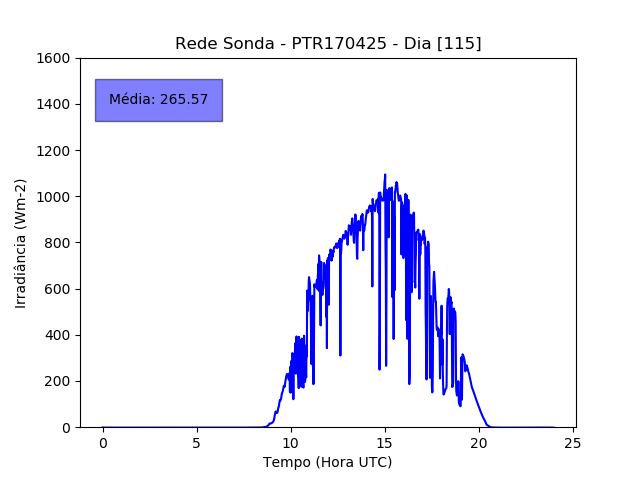 Rede Sonda - PTR170425 - Dia [115]
1600
1400
1200
1000
800
600
400
200
0
Média: 265.57
Irradiância (Wm-2)
0 5 10 15 20 25
Tempo (Hora UTC)